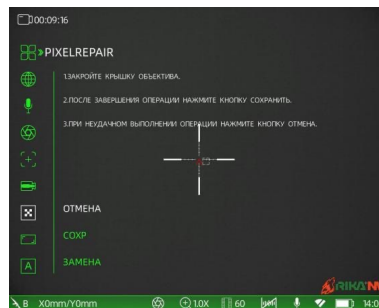 00:09:16
PIXELREPAIR
1.ЗАКРОЙТЕ КРЫШКУ ОБЪЕКТИВА.
2.ПОСЛЕ ЗАВЕРШЕНИЯ ОПЕРАЦИИ НАЖМИТЕ КНОПКУ СОХРАНИТЬ.
3.ПРИ НЕУДАЧНОМ ВЫПОЛНЕНИИ ОПЕРАЦИИ НАЖМИТЕ КНОПКУ ОТМЕНА.
ОТМЕНА
СОХР
A ЗАМЕНА
B X0mm/Y0mm 1.0X 60 14:0